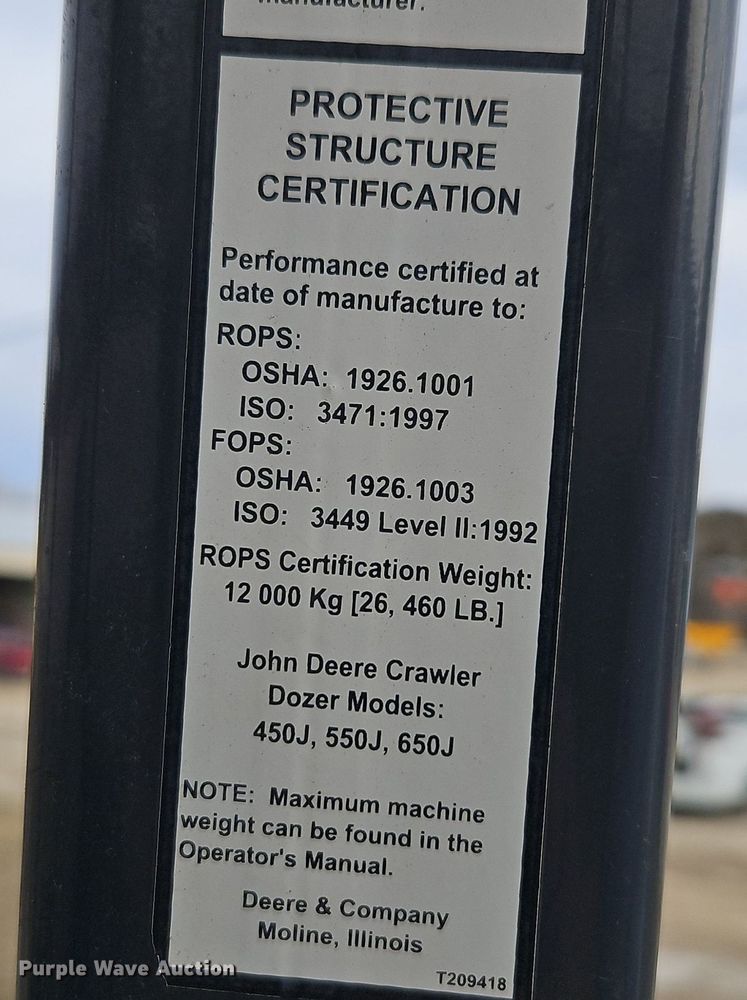 manufacturer.
PROTECTIVE
STRUCTURE
CERTIFICATION
Performance certified at
date of manufacture to:
ROPS:
OSHA: 1926.1001
ISO: 3471:1997
FOPS:
OSHA: 1926.1003
ISO: 3449 Level II:1992
ROPS Certification Weight:
12 000 Kg [26, 460 LB.]
John Deere Crawler
Dozer Models:
450J, 550J, 650J
NOTE: Maximum machine
weight can be found in the
Operator's Manual.
Deere & Company
Moline, Illinois
T209418
Purple Wave Auction